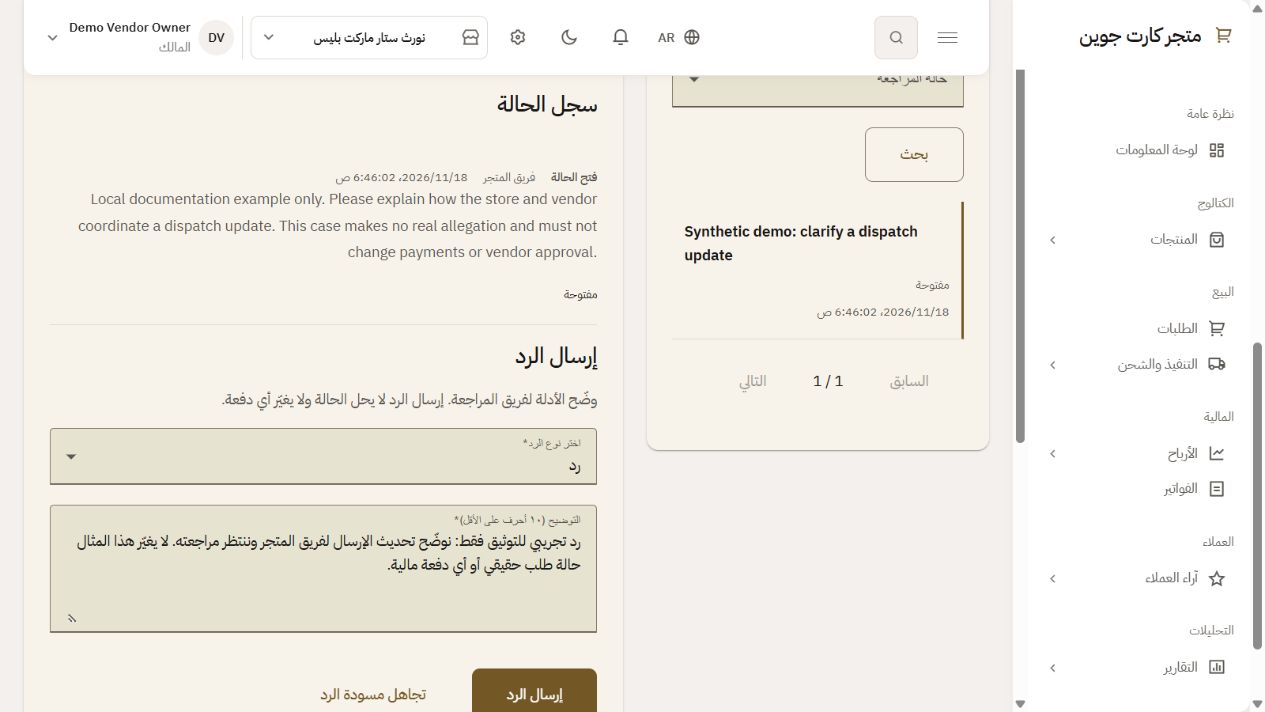 متجر كارت جوين
نظرة عامة
لوحة المعلومات
الكتالوج
المنتجات
البيع
الطلبات
التنفيذ والشحن
المالية
الأرباح
الفواتير
العملاء
آراء العملاء
التحليلات
التقارير
AR
نورث ستار ماركت بليس
DV
Demo Vendor Owner
المالك
حالة المراجعة
بحث
Synthetic demo: clarify a dispatch
update
مفتوحة
2026/11/18، 6:46:02 ص
السابق
1 / 1
التالي
سجل الحالة
فتح الحالة فريق المتجر 2026/11/18، 6:46:02 ص
Local documentation example only. Please explain how the store and vendor
coordinate a dispatch update. This case makes no real allegation and must not
change payments or vendor approval.
مفتوحة
إرسال الرد
وضّح الأدلة لفريق المراجعة. إرسال الرد لا يحل الحالة ولا يغيّر أي دفعة.
اختر نوع الرد*
رد
التوضيح (١٠ أحرف على الأقل)*
رد تجريبي للتوثيق فقط: نوضّح تحديث الإرسال لفريق المتجر وننتظر مراجعته. لا يغيّر هذا المثال
حالة طلب حقيقي أو أي دفعة مالية.
إرسال الرد
تجاهل مسودة الرد